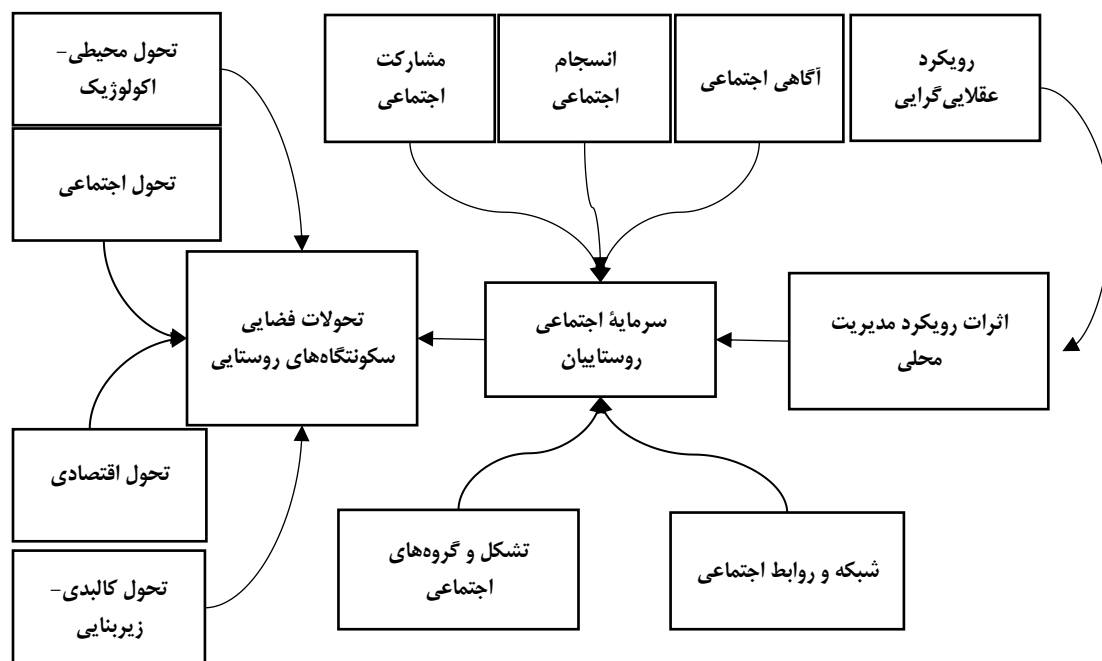 رویکرد
عقلایی‌گرایی
آگاهی اجتماعی
انسجام
اجتماعی
مشارکت
اجتماعی
تحول محیطی-
اکولوژیک
تحول اجتماعی
اثرات رویکرد مدیریت
محلی
سرمایۀ اجتماعی
روستاییان
تحولات فضایی
سکونتگاه‌های روستایی
تحول اقتصادی
شبکه و روابط اجتماعی
تشکل و گروه‌های
اجتماعی
تحول کالبدی-
زیربنایی